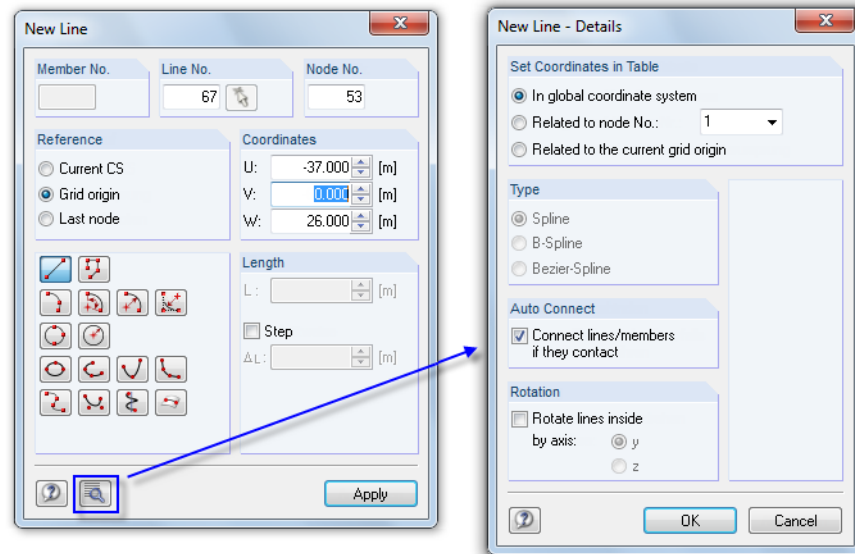 New Line
Member No.
Line No.
67
Node No.
53
Reference
Current CS
Grid origin
Last node
Coordinates
U: -37.000 [m]
V: 0.000 [m]
W: 26.000 [m]
Length
L : [m]
Step
ΔL: [m]
Apply
New Line - Details
Set Coordinates in Table
In global coordinate system
Related to node No.: 1
Related to the current grid origin
Type
Spline
B-Spline
Bezier-Spline
Auto Connect
Connect lines/members
if they contact
Rotation
Rotate lines inside
by axis: y
z
OK
Cancel